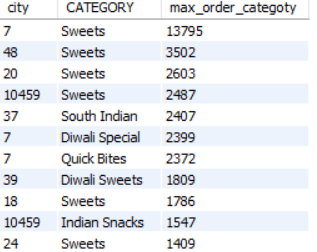 city CATEGORY max_order_categoty
7 Sweets 13795
48 Sweets 3502
20 Sweets 2603
10459 Sweets 2487
37 South Indian 2407
7 Diwali Special 2399
7 Quick Bites 2372
39 Diwali Sweets 1809
18 Sweets 1786
10459 Indian Snacks 1547
24 Sweets 1409